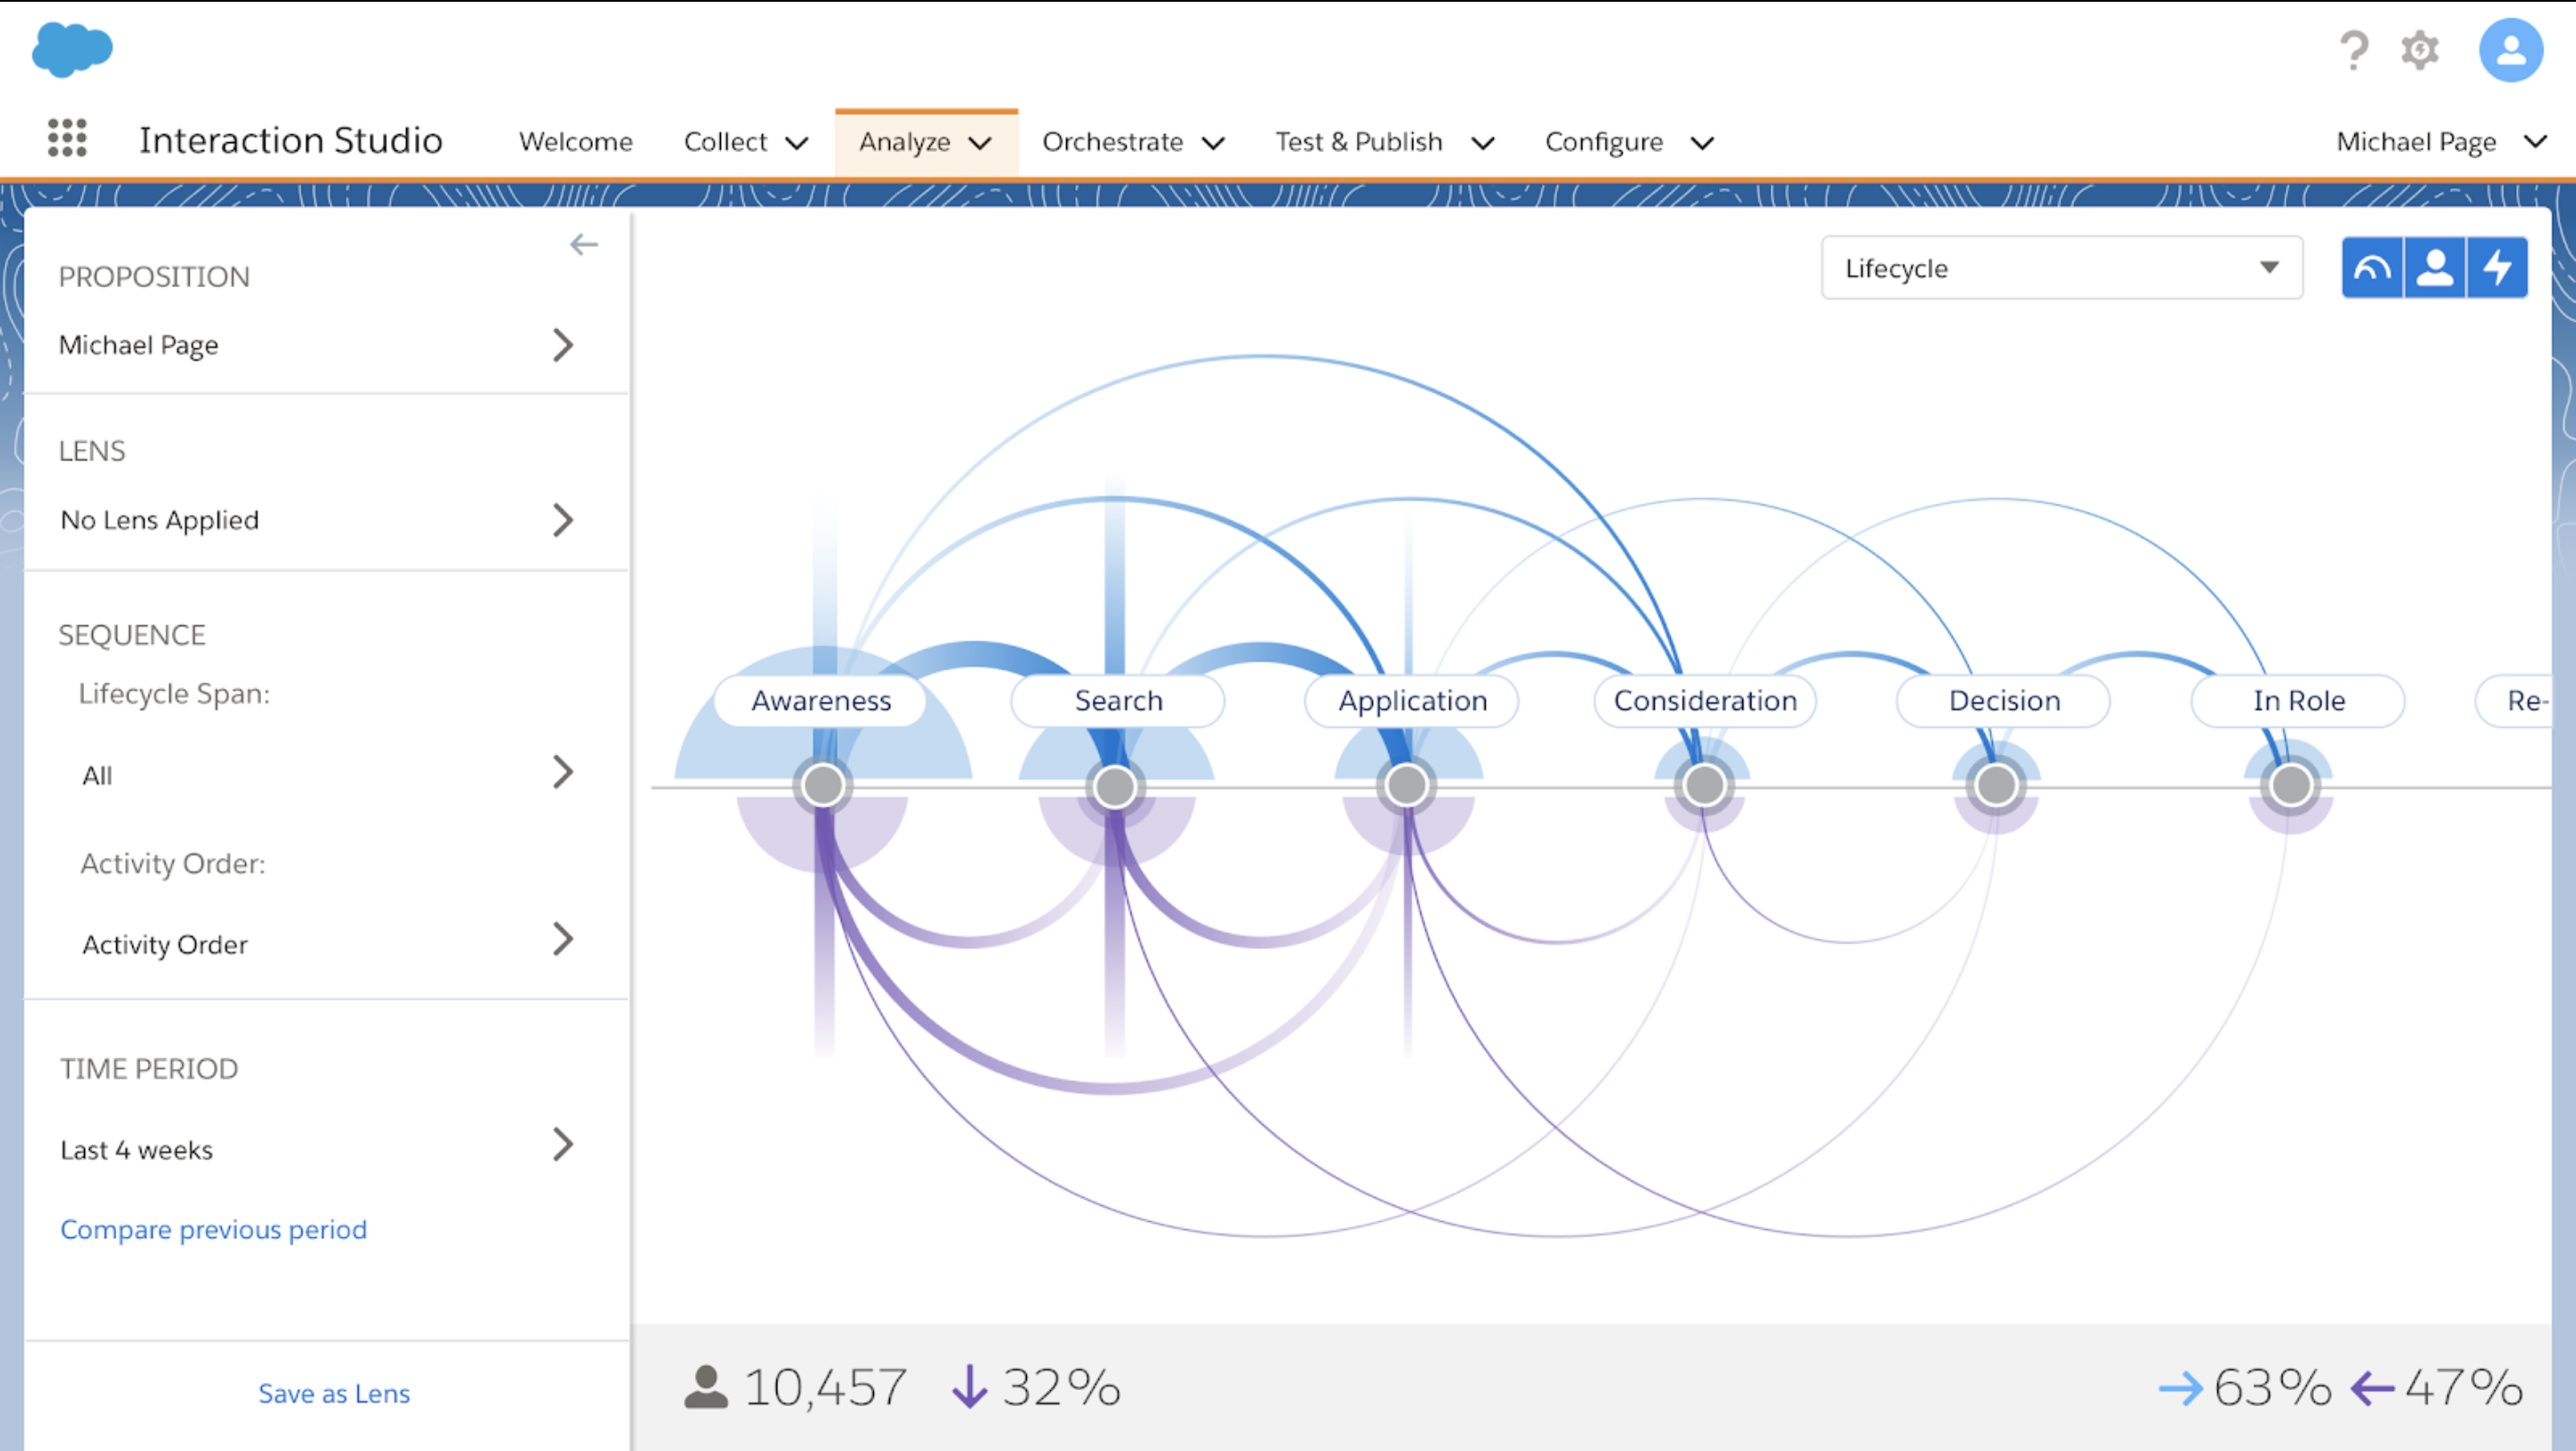 ?
Interaction Studio Welcome Collect Analyze Orchestrate Test & Publish Configure Michael Page
PROPOSITION
Michael Page
LENS
No Lens Applied
SEQUENCE
Lifecycle Span:
All
Activity Order:
Activity Order
TIME PERIOD
Last 4 weeks
Compare previous period
Save as Lens
Lifecycle
Awareness Search Application Consideration Decision In Role Re-
10,457 32% 63% 47%